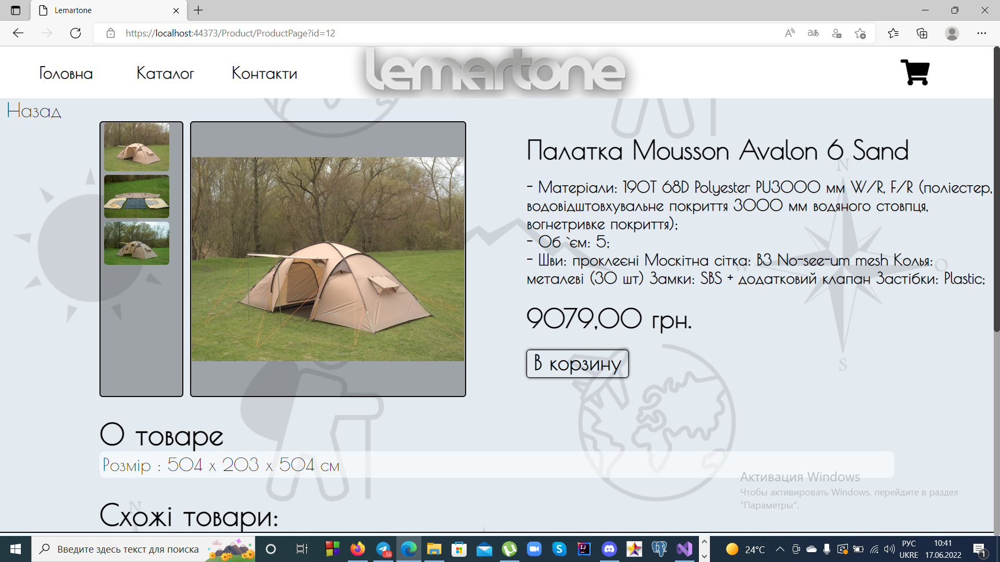 Lemartone
https://localhost:44373/Product/ProductPage?id=12
Головна
Каталог
Контакти
lemartone
Назад
Палатка Mousson Avalon 6 Sand
- Матеріали: 190T 68D Polyester PU3000 мм W/R, F/R (поліестер,
водовідштовхувальне покриття 3000 мм водяного стовпця,
вогнетривке покриття);
- Об `єм: 5;
- Шви: проклеєні Москітна сітка: B3 No-see-um mesh Колья:
металеві (30 шт) Замки: SBS + додатковий клапан Застібки: Plastic;
9079,00 грн.
В корзину
О товаре
Розмір : 504 x 203 x 504 см
Схожі товари:
N
W
O
S
N
Активация Windows
Чтобы активировать Windows, перейдите в раздел
"Параметры".
Введите здесь текст для поиска
..56
24°C
РУС
UKRE
10:41
17.06.2022
1